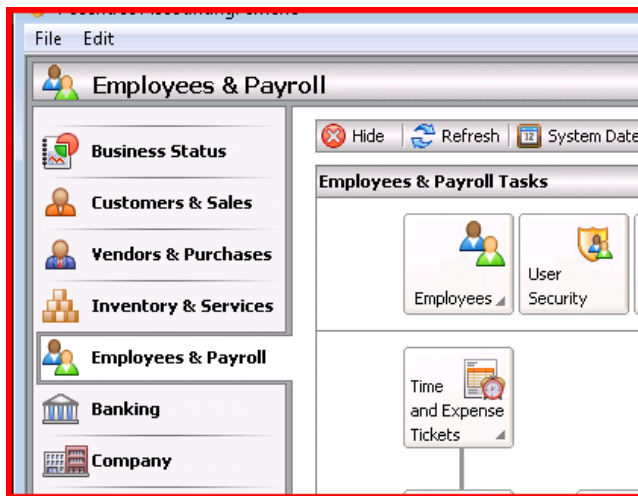 File Edit
Employees & Payroll
Business Status
Customers & Sales
Vendors & Purchases
Inventory & Services
Employees & Payroll
Banking
Company
Hide Refresh 12 System Date
Employees & Payroll Tasks
Employees
User
Security
Time
and Expense
Tickets